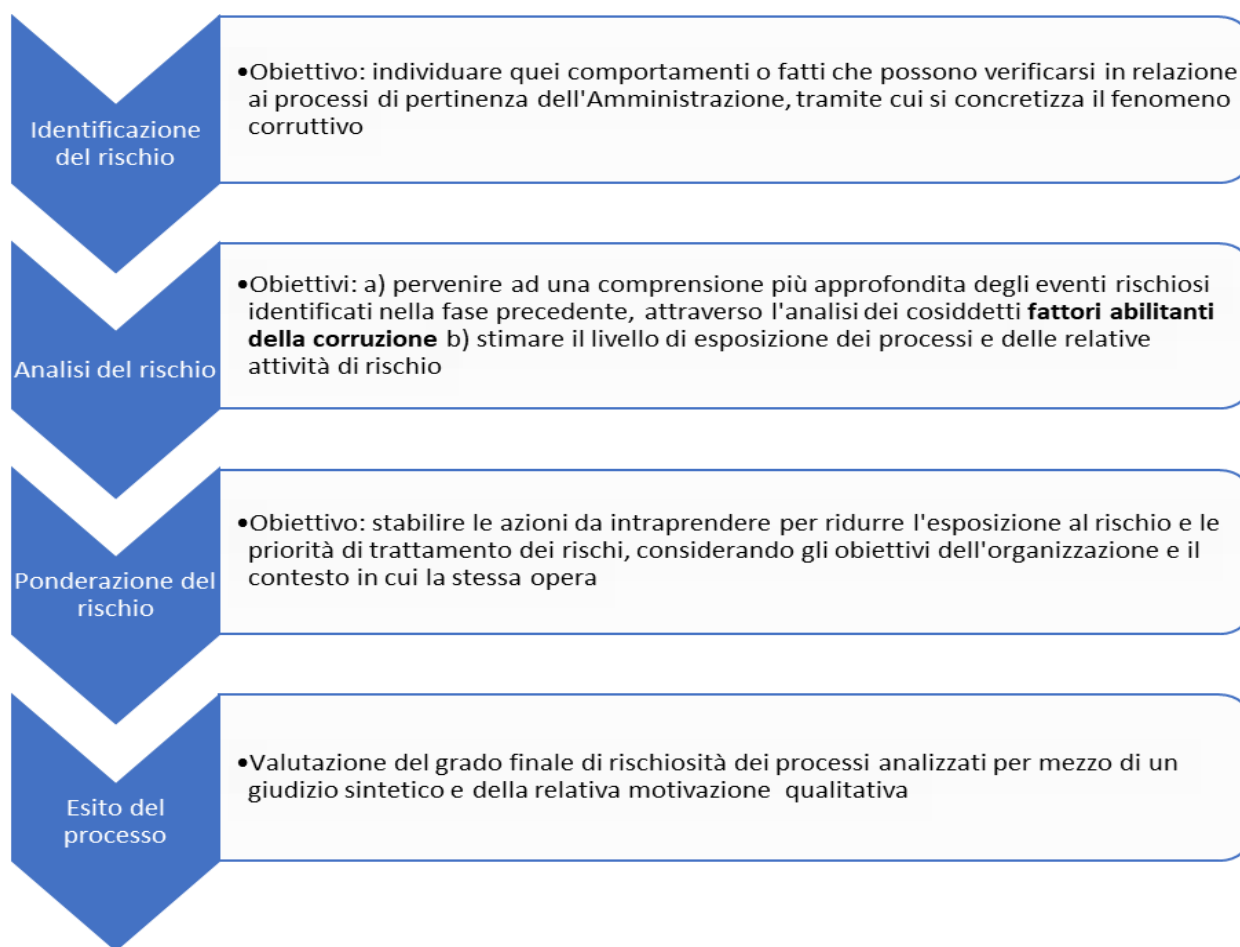 Identificazione
del rischio
•Obiettivo: individuare quei comportamenti o fatti che possono verificarsi in relazione
ai processi di pertinenza dell'Amministrazione, tramite cui si concretizza il fenomeno
corruttivo
Analisi del rischio
•Obiettivi: a) pervenire ad una comprensione più approfondita degli eventi rischiosi
identificati nella fase precedente, attraverso l'analisi dei cosiddetti fattori abilitanti
della corruzione b) stimare il livello di esposizione dei processi e delle relative
attività di rischio
Ponderazione del
rischio
•Obiettivo: stabilire le azioni da intraprendere per ridurre l'esposizione al rischio e le
priorità di trattamento dei rischi, considerando gli obiettivi dell'organizzazione e il
contesto in cui la stessa opera
Esito del
processo
•Valutazione del grado finale di rischiosità dei processi analizzati per mezzo di un
giudizio sintetico e della relativa motivazione qualitativa